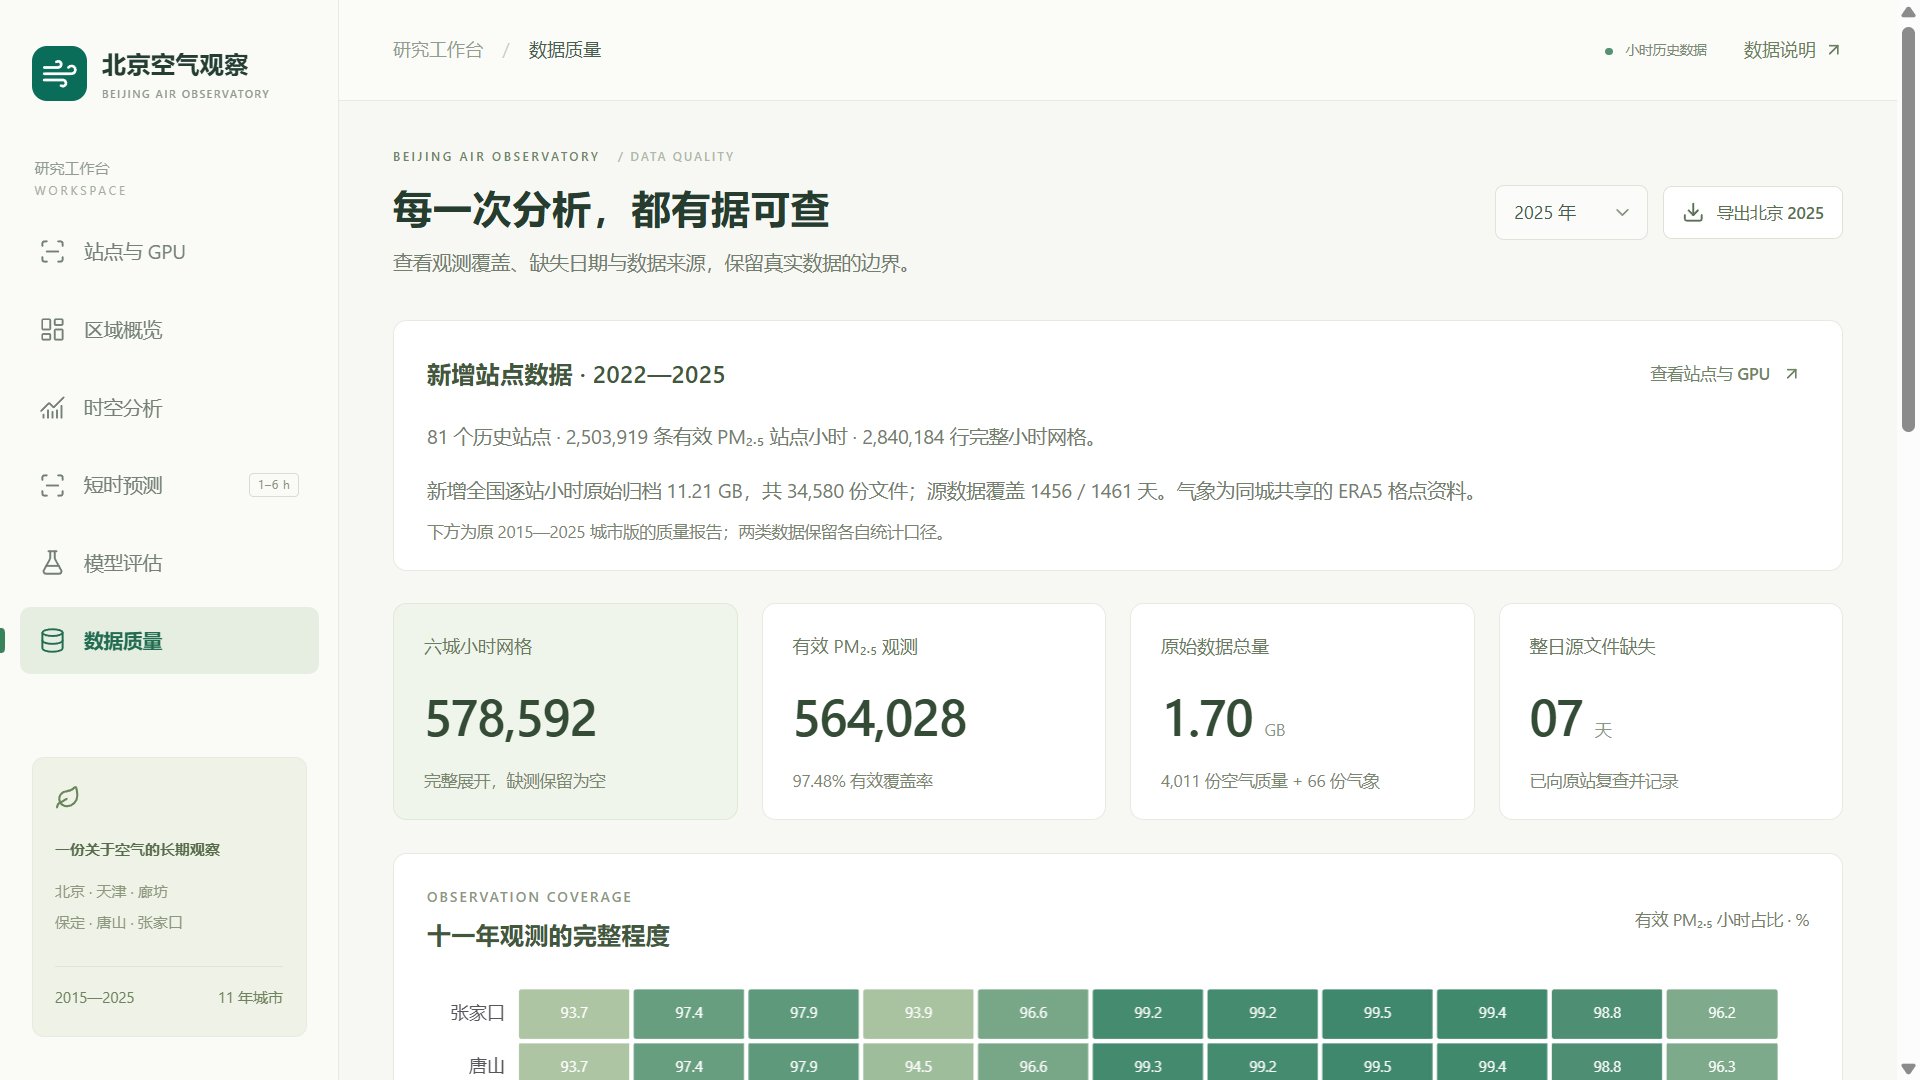 北京空气观察
BEIJING AIR OBSERVATORY
研究工作台
WORKSPACE
站点与 GPU
区域概览
时空分析
短时预测
1–6 h
模型评估
数据质量
一份关于空气的长期观察
北京 · 天津 · 廊坊
保定 · 唐山 · 张家口
2015—2025
11 年城市
研究工作台 / 数据质量
小时历史数据
数据说明
BEIJING AIR OBSERVATORY / DATA QUALITY
每一次分析，都有据可查
查看观测覆盖、缺失日期与数据来源，保留真实数据的边界。
2025 年
导出北京 2025
新增站点数据 · 2022—2025
查看站点与 GPU
81 个历史站点 · 2,503,919 条有效 PM₂.₅ 站点小时 · 2,840,184 行完整小时网格。
新增全国逐站小时原始归档 11.21 GB，共 34,580 份文件；源数据覆盖 1456 / 1461 天。气象为同城共享的 ERA5 格点资料。
下方为原 2015—2025 城市版的质量报告；两类数据保留各自统计口径。
六城小时网格
578,592
完整展开，缺测保留为空
有效 PM₂.₅ 观测
564,028
97.48% 有效覆盖率
原始数据总量
1.70 GB
4,011 份空气质量 + 66 份气象
整日源文件缺失
07 天
已向原站复查并记录
OBSERVATION COVERAGE
十一年观测的完整程度
有效 PM₂.₅ 小时占比 · %
张家口 93.7 97.4 97.9 93.9 96.6 99.2 99.2 99.5 99.4 98.8 96.2
唐山 93.7 97.4 97.9 94.5 96.6 99.3 99.2 99.5 99.4 98.8 96.3